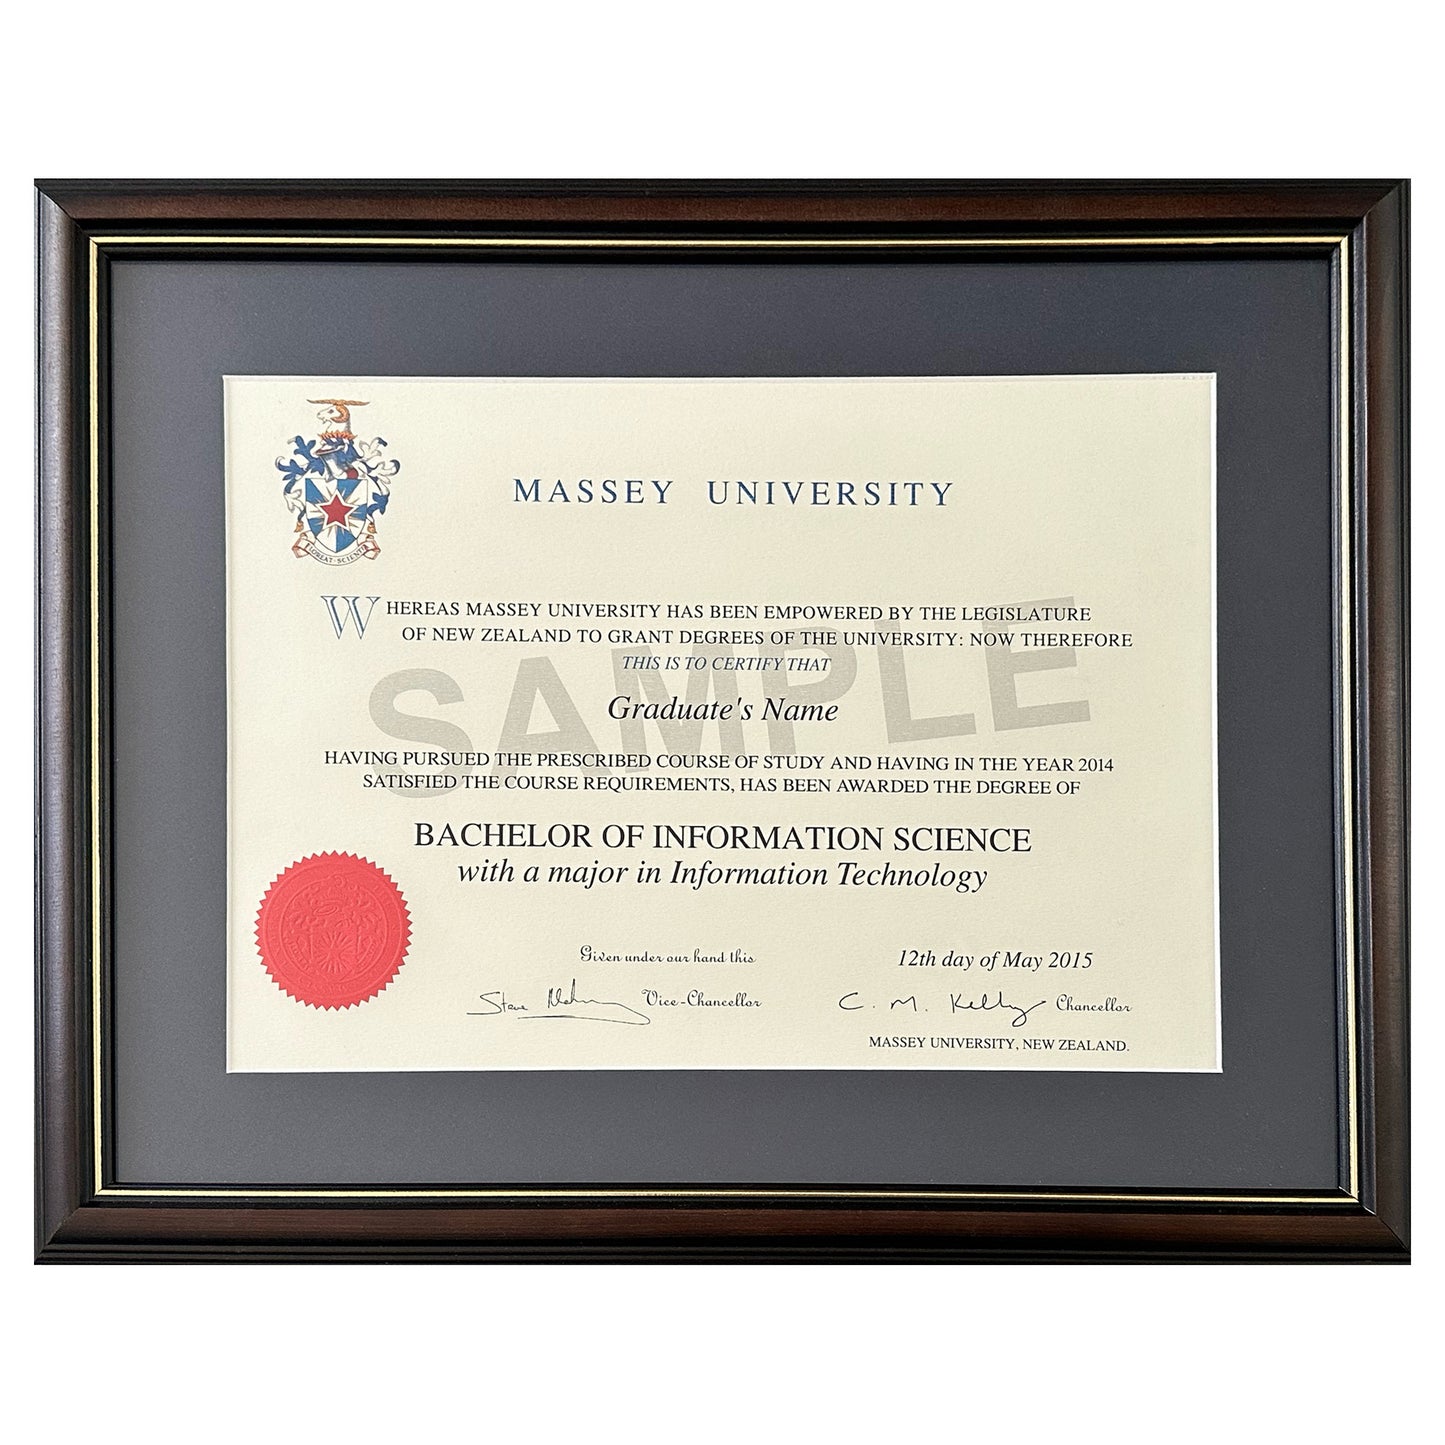 FLOREAT SCIENTIA
MASSEY UNIVERSITY
WHEREAS MASSEY UNIVERSITY HAS BEEN EMPOWERED BY THE LEGISLATURE
OF NEW ZEALAND TO GRANT DEGREES OF THE UNIVERSITY: NOW THEREFORE
THIS IS TO CERTIFY THAT
SAMPLE
Graduate's Name
HAVING PURSUED THE PRESCRIBED COURSE OF STUDY AND HAVING IN THE YEAR 2014
SATISFIED THE COURSE REQUIREMENTS, HAS BEEN AWARDED THE DEGREE OF
BACHELOR OF INFORMATION SCIENCE
with a major in Information Technology
Given under our hand this 12th day of May 2015
Steve Vice-Chancellor C. M. Kelly Chancellor
MASSEY UNIVERSITY, NEW ZEALAND.